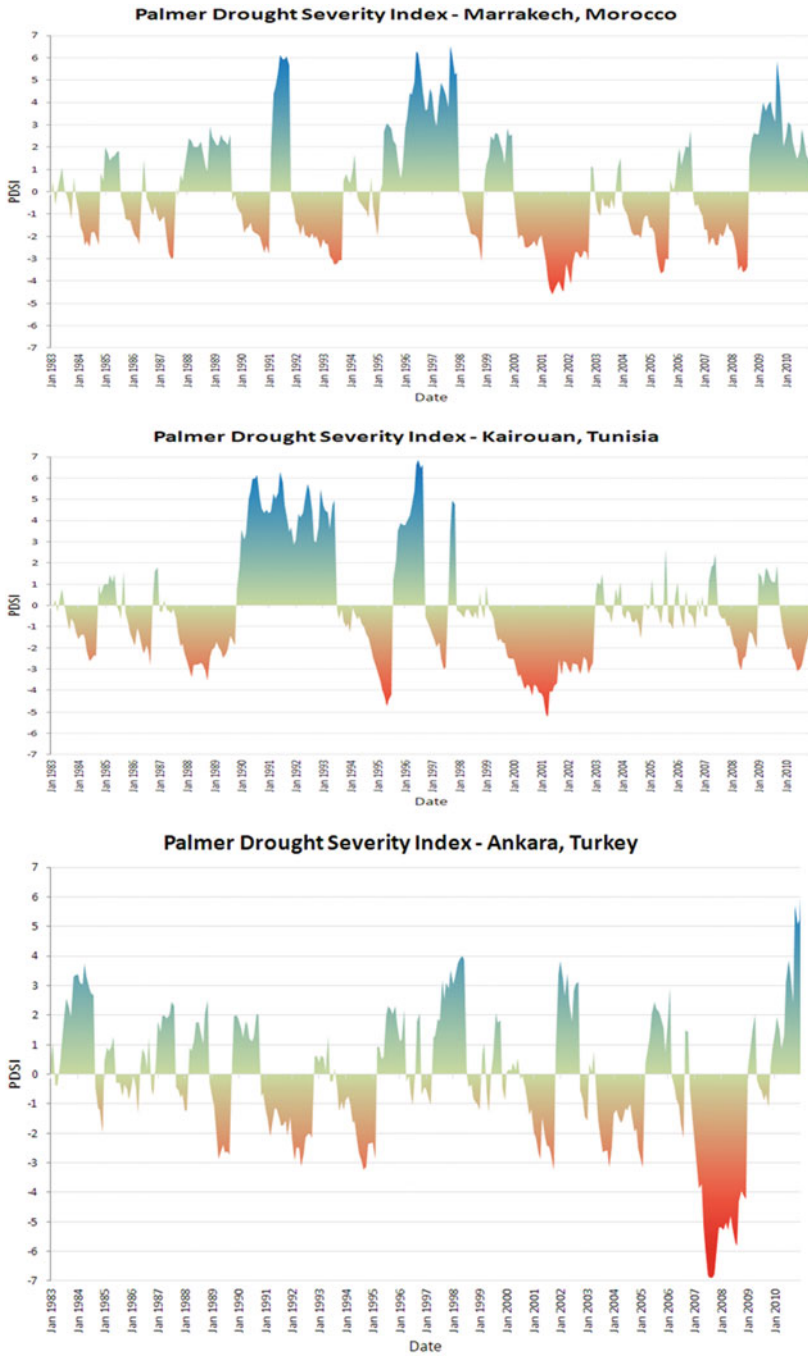 Palmer Drought Severity Index - Marrakech, Morocco
7
6
5
4
3
2
1
0
-1
-2
-3
-4
-5
-6
-7
PDSI
Jan 1983
Jan 1984
Jan 1985
Jan 1986
Jan 1987
Jan 1988
Jan 1989
Jan 1990
Jan 1991
Jan 1992
Jan 1993
Jan 1994
Jan 1995
Jan 1996
Jan 1997
Jan 1998
Jan 1999
Jan 2000
Jan 2001
Jan 2002
Jan 2003
Jan 2004
Jan 2005
Jan 2006
Jan 2007
Jan 2008
Jan 2009
Jan 2010
Date
Palmer Drought Severity Index - Kairouan, Tunisia
7
6
5
4
3
2
1
0
-1
-2
-3
-4
-5
-6
-7
PDSI
Jan 1983
Jan 1984
Jan 1985
Jan 1986
Jan 1987
Jan 1988
Jan 1989
Jan 1990
Jan 1991
Jan 1992
Jan 1993
Jan 1994
Jan 1995
Jan 1996
Jan 1997
Jan 1998
Jan 1999
Jan 2000
Jan 2001
Jan 2002
Jan 2003
Jan 2004
Jan 2005
Jan 2006
Jan 2007
Jan 2008
Jan 2009
Jan 2010
Date
Palmer Drought Severity Index - Ankara, Turkey
7
6
5
4
3
2
1
0
-1
-2
-3
-4
-5
-6
-7
PDSI
Jan 1983
Jan 1984
Jan 1985
Jan 1986
Jan 1987
Jan 1988
Jan 1989
Jan 1990
Jan 1991
Jan 1992
Jan 1993
Jan 1994
Jan 1995
Jan 1996
Jan 1997
Jan 1998
Jan 1999
Jan 2000
Jan 2001
Jan 2002
Jan 2003
Jan 2004
Jan 2005
Jan 2006
Jan 2007
Jan 2008
Jan 2009
Jan 2010
Date